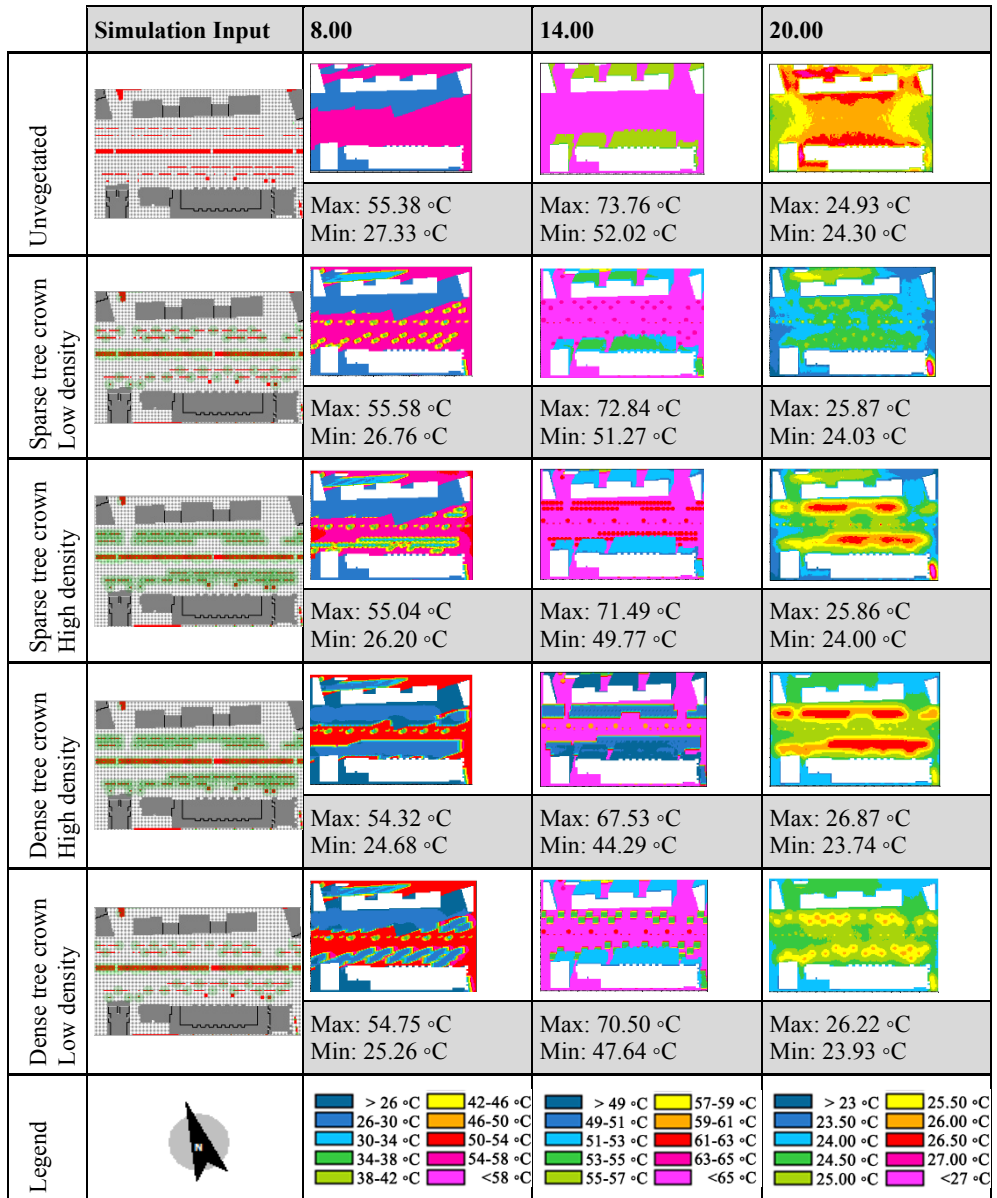 Simulation Input 8.00 14.00 20.00
Unvegetated
Max: 55.38 ◦C Max: 73.76 ◦C Max: 24.93 ◦C
Min: 27.33 ◦C Min: 52.02 ◦C Min: 24.30 ◦C
Sparse tree crown
Low density
Max: 55.58 ◦C Max: 72.84 ◦C Max: 25.87 ◦C
Min: 26.76 ◦C Min: 51.27 ◦C Min: 24.03 ◦C
Sparse tree crown
High density
Max: 55.04 ◦C Max: 71.49 ◦C Max: 25.86 ◦C
Min: 26.20 ◦C Min: 49.77 ◦C Min: 24.00 ◦C
Dense tree crown
High density
Max: 54.32 ◦C Max: 67.53 ◦C Max: 26.87 ◦C
Min: 24.68 ◦C Min: 44.29 ◦C Min: 23.74 ◦C
Dense tree crown
Low density
Max: 54.75 ◦C Max: 70.50 ◦C Max: 26.22 ◦C
Min: 25.26 ◦C Min: 47.64 ◦C Min: 23.93 ◦C
Legend
N
> 26 ◦C 42-46 ◦C > 49 ◦C 57-59 ◦C > 23 ◦C 25.50 ◦C
26-30 ◦C 46-50 ◦C 49-51 ◦C 59-61 ◦C 23.50 ◦C 26.00 ◦C
30-34 ◦C 50-54 ◦C 51-53 ◦C 61-63 ◦C 24.00 ◦C 26.50 ◦C
34-38 ◦C 54-58 ◦C 53-55 ◦C 63-65 ◦C 24.50 ◦C 27.00 ◦C
38-42 ◦C <58 ◦C 55-57 ◦C <65 ◦C 25.00 ◦C <27 ◦C